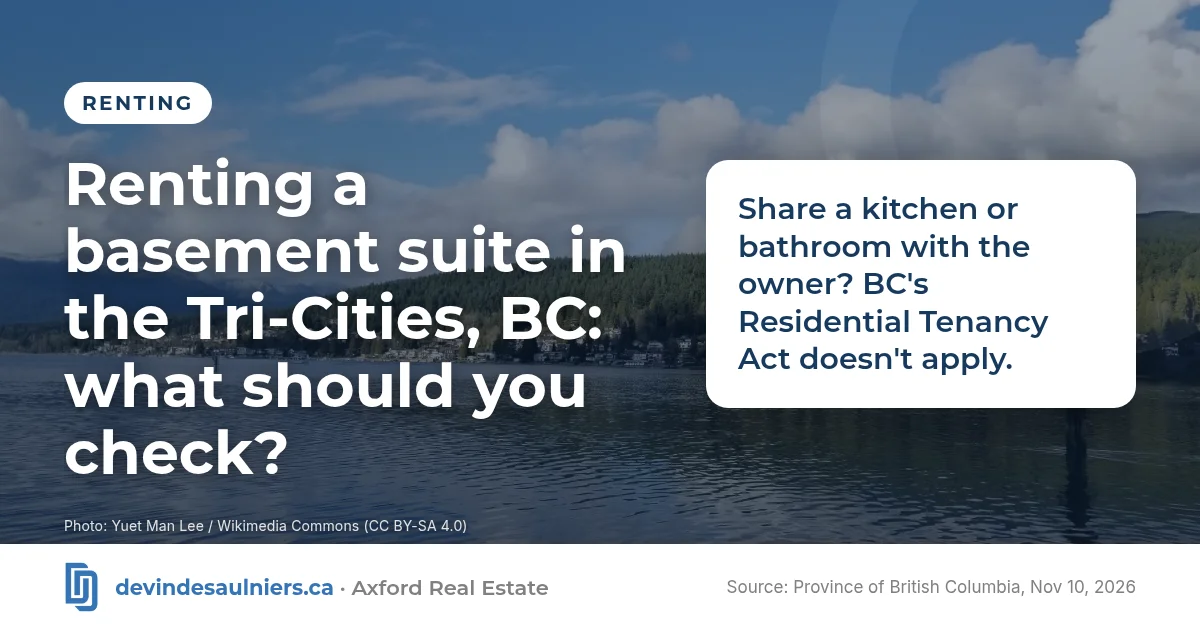 RENTING
Renting a
basement suite in
the Tri-Cities, BC:
what should you
check?
Share a kitchen or
bathroom with the
owner? BC's
Residential Tenancy
Act doesn't apply.
Photo: Yuet Man Lee / Wikimedia Commons (CC BY-SA 4.0)
devindesaulniers.ca · Axford Real Estate
Source: Province of British Columbia, Nov 10, 2026